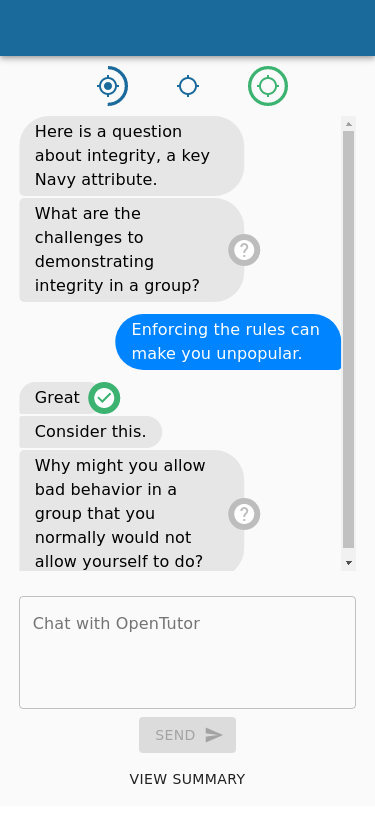 Here is a question
about integrity, a key
Navy attribute.
What are the
challenges to
demonstrating
integrity in a group?
?
Enforcing the rules can
make you unpopular.
Great
Consider this.
Why might you allow
bad behavior in a
group that you
normally would not
allow yourself to do?
?
Chat with OpenTutor
SEND
VIEW SUMMARY